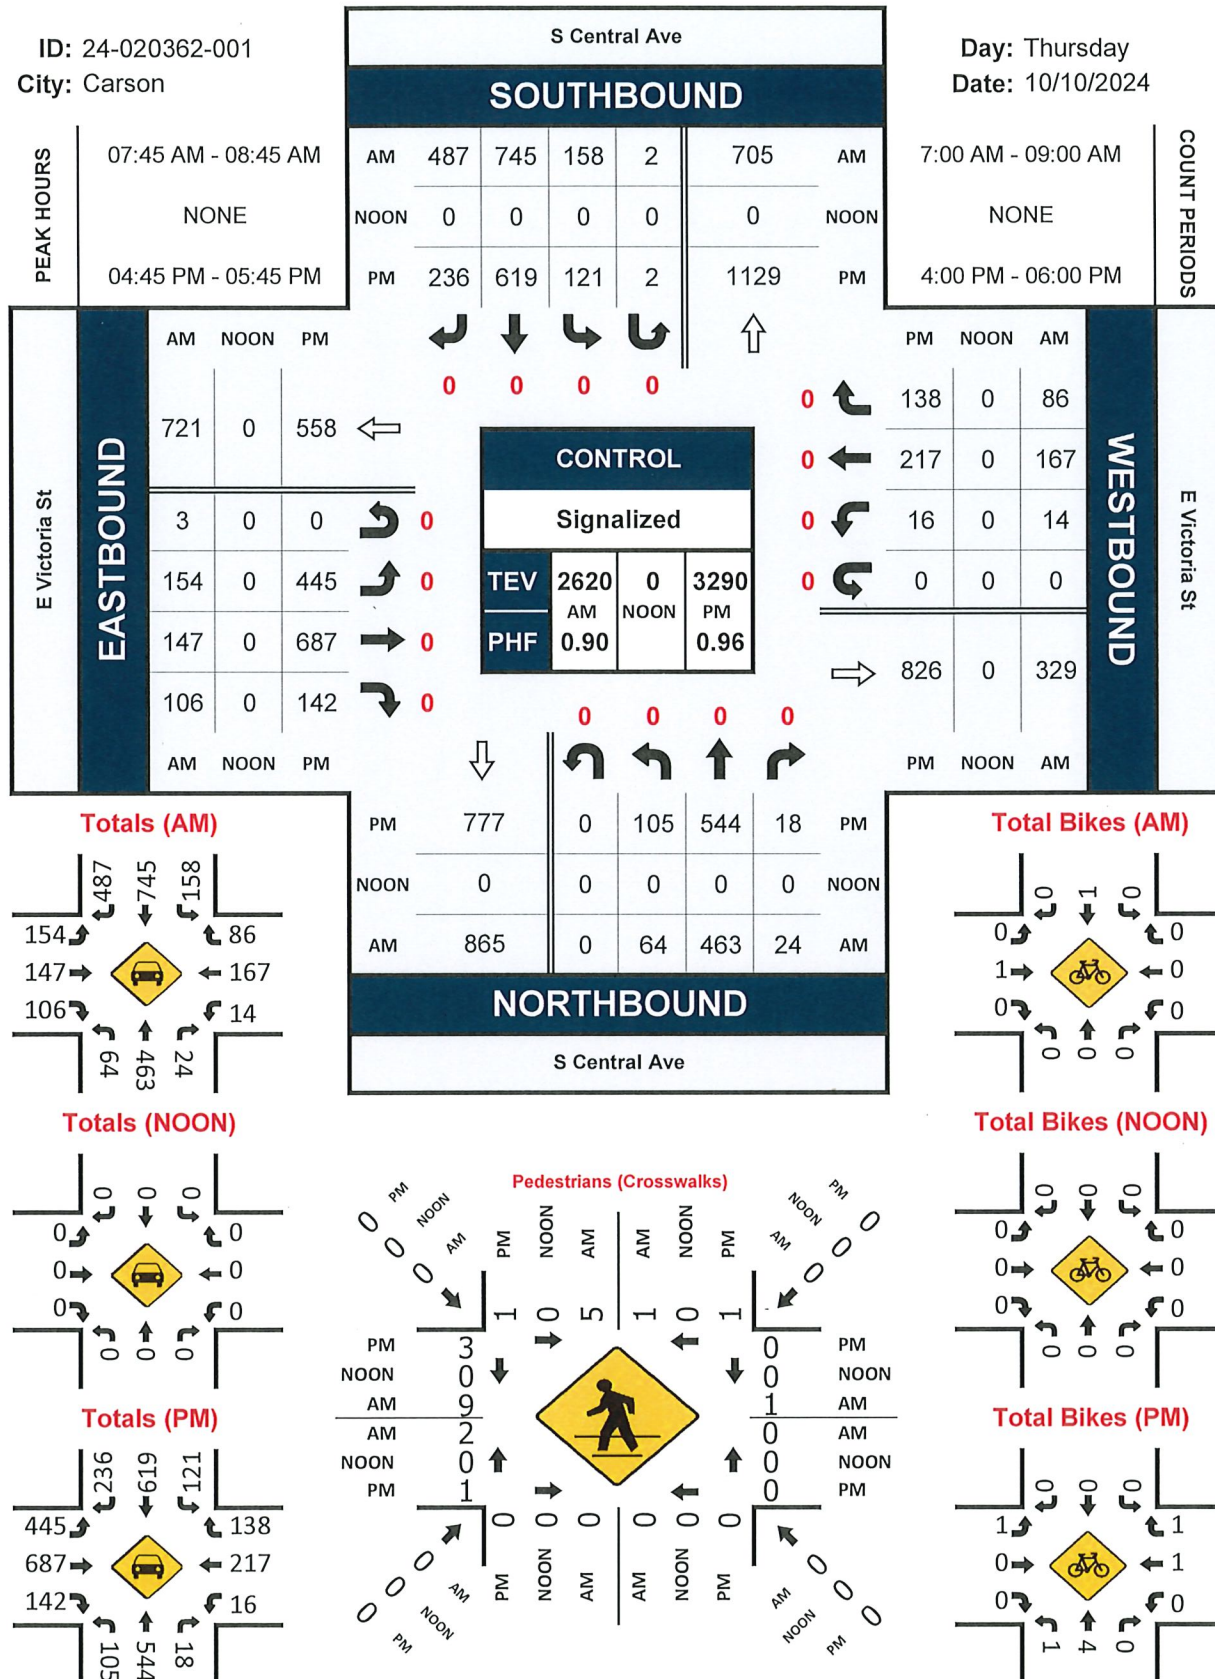 ID: 24-020362-001
City: Carson
S Central Ave
Day: Thursday
Date: 10/10/2024
SOUTHBOUND
PEAK HOURS
07:45 AM - 08:45 AM
NONE
04:45 PM - 05:45 PM
AM 487 745 158 2 705 AM
NOON 0 0 0 0 0 NOON
PM 236 619 121 2 1129 PM
7:00 AM - 09:00 AM
NONE
4:00 PM - 06:00 PM
COUNT PERIODS
0 0 0 0
E Victoria St
EASTBOUND
AM NOON PM
721 0 558
3 0 0 0
154 0 445 0
147 0 687 0
106 0 142 0
AM NOON PM
CONTROL
Signalized
TEV 2620 0 3290
AM NOON PM
PHF 0.90 0.96
PM NOON AM
0 138 0 86
0 217 0 167
0 16 0 14
0 0 0 0
826 0 329
PM NOON AM
WESTBOUND
E Victoria St
0 0 0 0
PM 777 0 105 544 18 PM
NOON 0 0 0 0 0 NOON
AM 865 0 64 463 24 AM
NORTHBOUND
S Central Ave
Totals (AM)
487 745 158
154 86
147 167
106 14
64 463 24
Totals (NOON)
0 0 0
0 0
0 0
0 0
0 0 0
Totals (PM)
236 619 121
445 138
687 217
142 16
105 544 18
Pedestrians (Crosswalks)
PM NOON AM
0 0 0
PM NOON AM AM NOON PM
1 0 5 1 0 1
PM NOON AM
0 0 0
PM 3 0 PM
NOON 0 0 NOON
AM 9 1 AM
AM 2 0 AM
NOON 0 0 NOON
PM 1 0 PM
0 0 0 0 0 0
PM NOON AM AM NOON PM
0 0 0
AM NOON PM
0 0 0
AM NOON PM
Total Bikes (AM)
0 1 0
0 0
1 0
0 0
0 0 0
Total Bikes (NOON)
0 0 0
0 0
0 0
0 0
0 0 0
Total Bikes (PM)
0 0 0
1 1
0 1
0 0
1 4 0